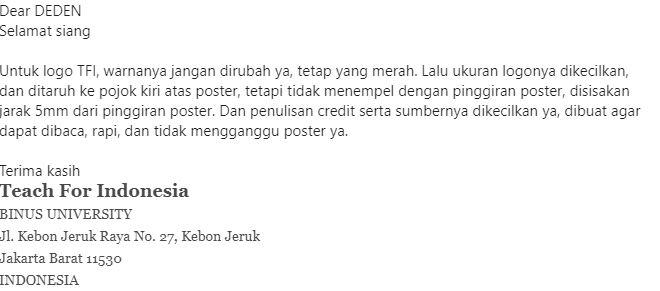 Dear DEDEN
Selamat siang
Untuk logo TFI, warnanya jangan dirubah ya, tetap yang merah. Lalu ukuran logonya dikecilkan,
dan ditaruh ke pojok kiri atas poster, tetapi tidak menempel dengan pinggiran poster, disisakan
jarak 5mm dari pinggiran poster. Dan penulisan credit serta sumbernya dikecilkan ya, dibuat agar
dapat dibaca, rapi, dan tidak mengganggu poster ya.
Terima kasih
Teach For Indonesia
BINUS UNIVERSITY
Jl. Kebon Jeruk Raya No. 27, Kebon Jeruk
Jakarta Barat 11530
INDONESIA